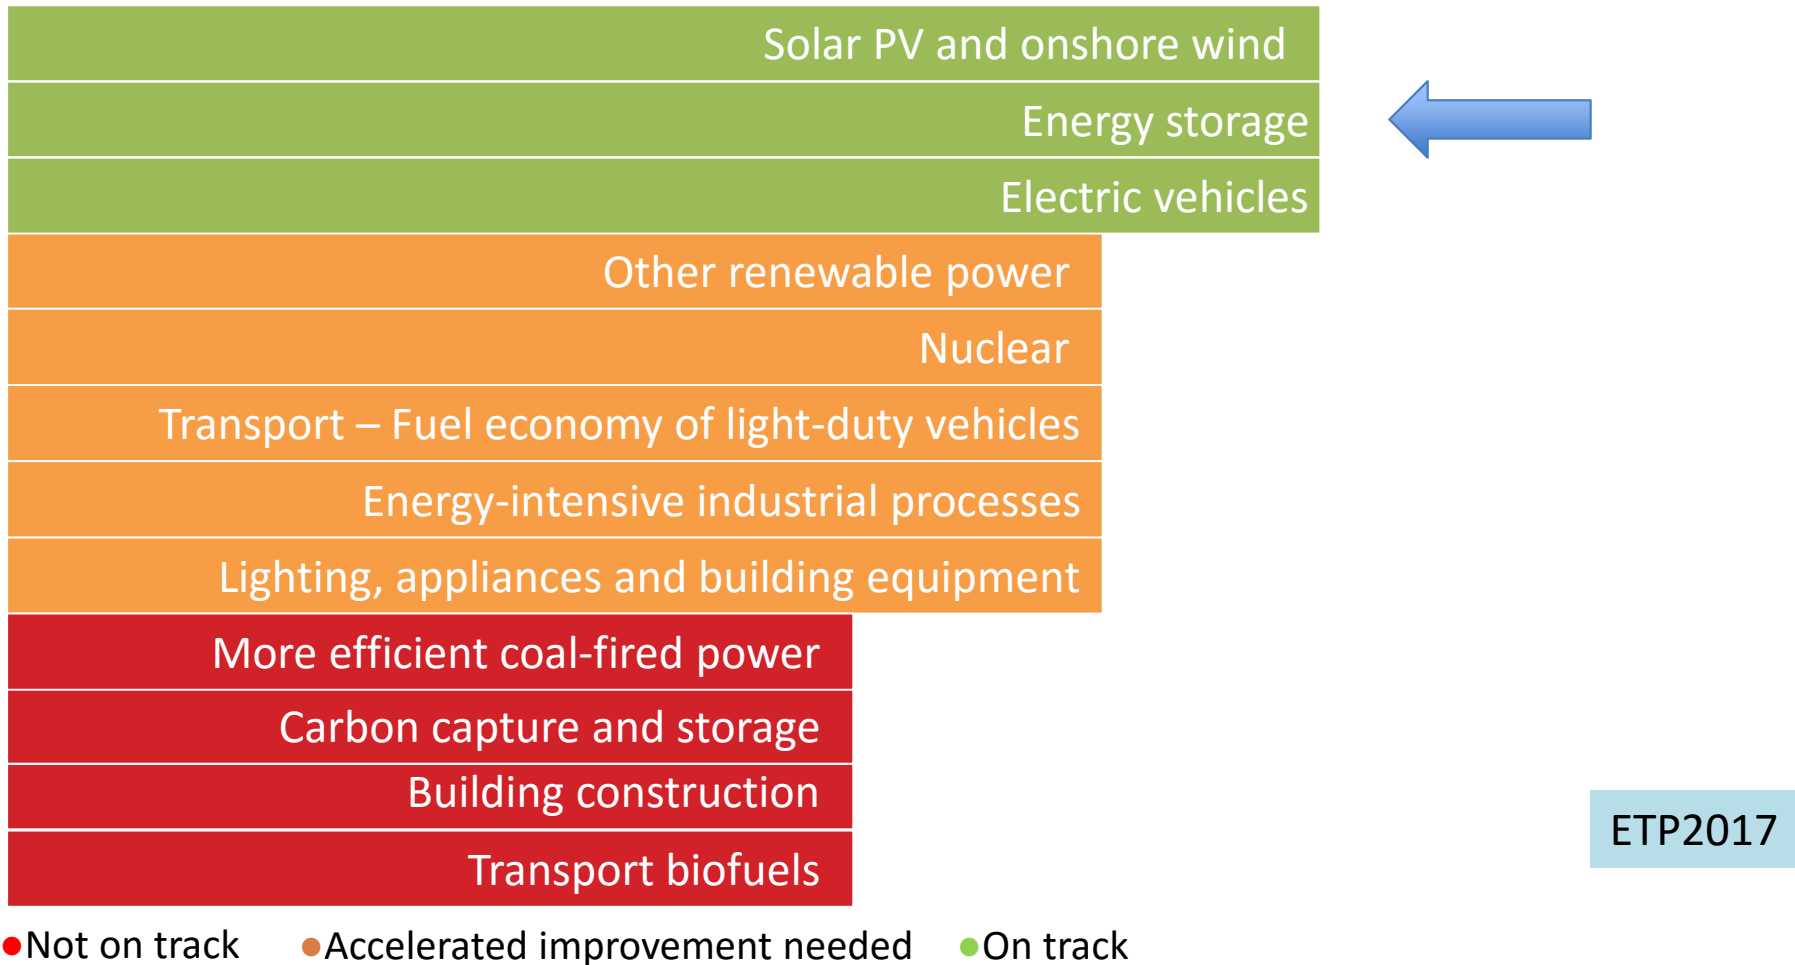 Solar PV and onshore wind
Energy storage
Electric vehicles
Other renewable power
Nuclear
Transport – Fuel economy of light-duty vehicles
Energy-intensive industrial processes
Lighting, appliances and building equipment
More efficient coal-fired power
Carbon capture and storage
Building construction
Transport biofuels
ETP2017
●Not on track ●Accelerated improvement needed ●On track